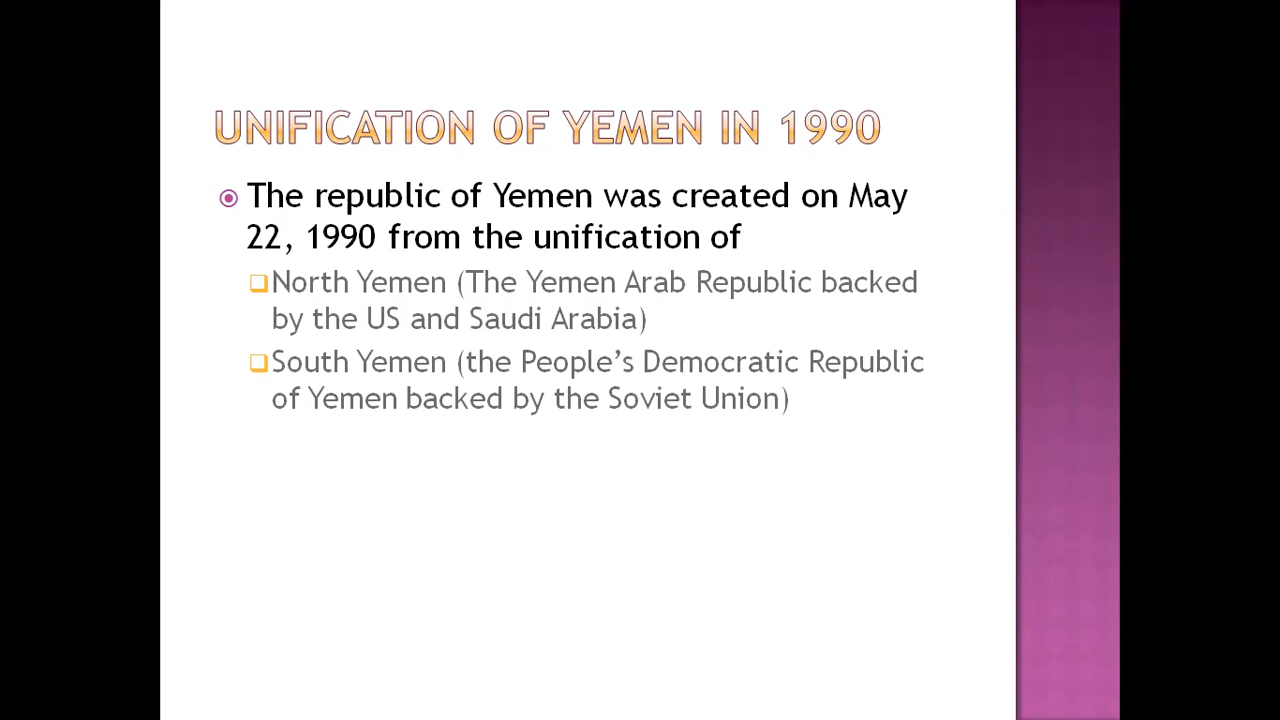 UNIFICATION OF YEMEN IN 1990
The republic of Yemen was created on May
22, 1990 from the unification of
North Yemen (The Yemen Arab Republic backed
by the US and Saudi Arabia)
South Yemen (the People’s Democratic Republic
of Yemen backed by the Soviet Union)